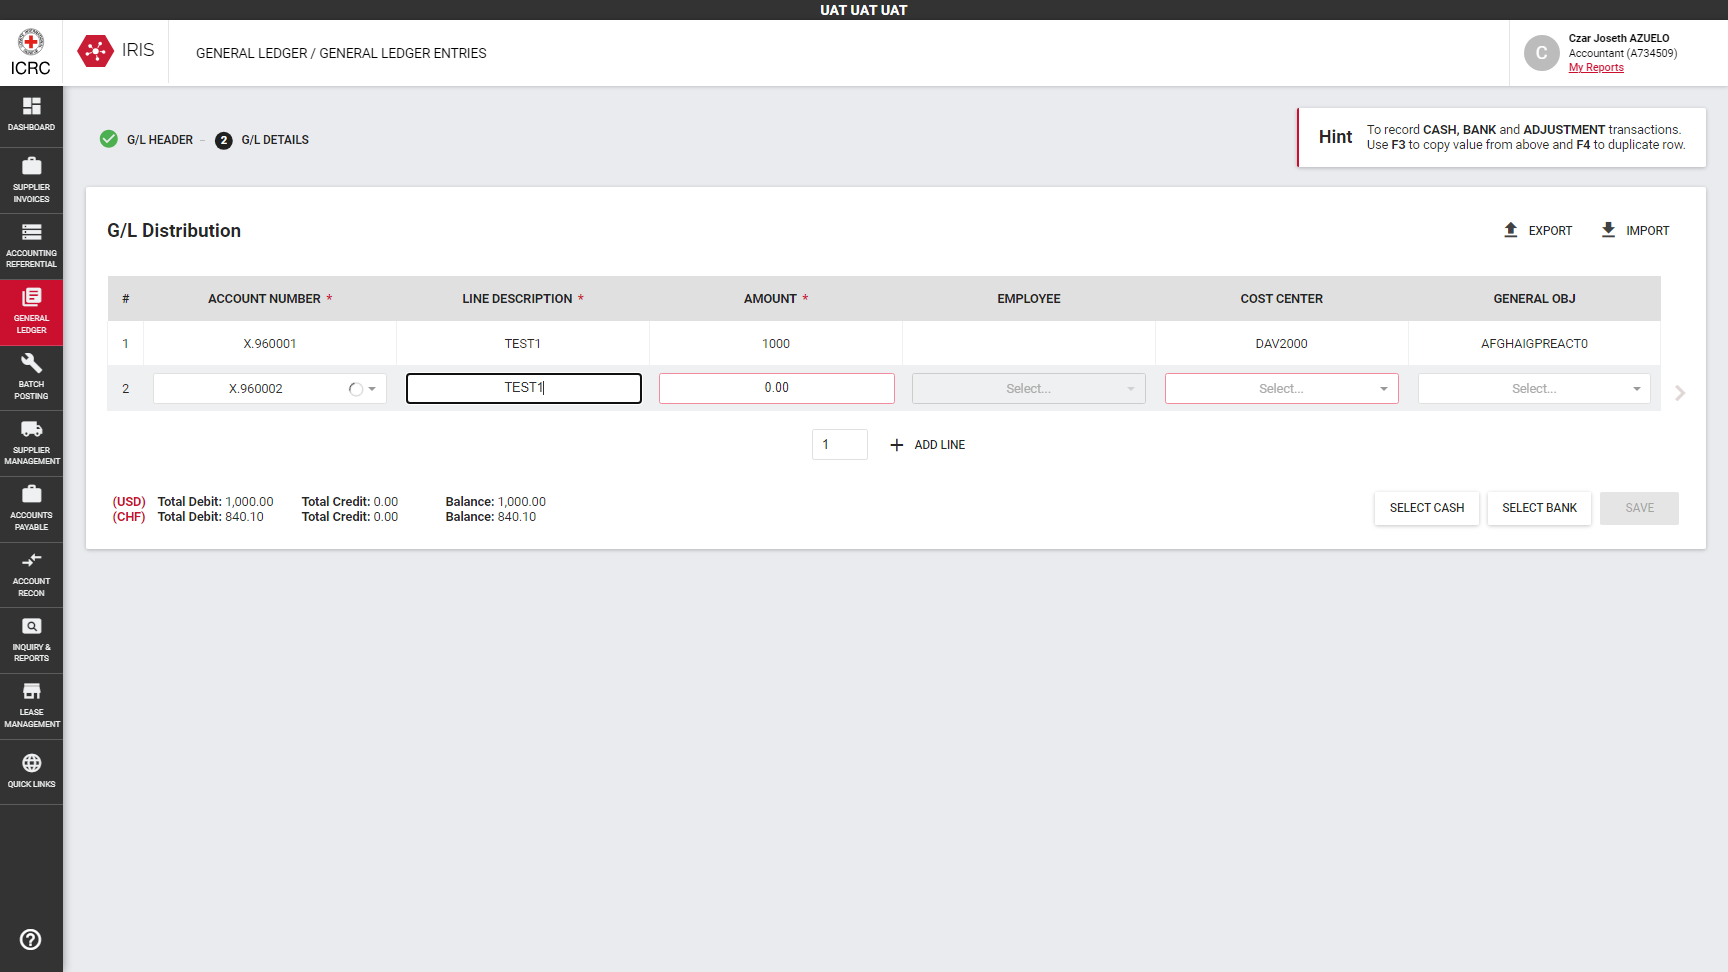 UAT UAT UAT
ICRC
IRIS
GENERAL LEDGER / GENERAL LEDGER ENTRIES
C
Czar Joseth AZUELO
Accountant (A734509)
My Reports
DASHBOARD
SUPPLIER
INVOICES
ACCOUNTING
REFERENTIAL
GENERAL
LEDGER
BATCH
POSTING
SUPPLIER
MANAGEMENT
ACCOUNTS
PAYABLE
ACCOUNT
RECON
INQUIRY &
REPORTS
LEASE
MANAGEMENT
QUICK LINKS
G/L HEADER – 2 G/L DETAILS
Hint
To record CASH, BANK and ADJUSTMENT transactions.
Use F3 to copy value from above and F4 to duplicate row.
G/L Distribution
EXPORT IMPORT
# ACCOUNT NUMBER * LINE DESCRIPTION * AMOUNT * EMPLOYEE COST CENTER GENERAL OBJ
1 X.960001 TEST1 1000 DAV2000 AFGHAIGPREACT0
2 X.960002 TEST1 0.00 Select... Select... Select...
1 + ADD LINE
(USD) Total Debit: 1,000.00 Total Credit: 0.00 Balance: 1,000.00
(CHF) Total Debit: 840.10 Total Credit: 0.00 Balance: 840.10
SELECT CASH SELECT BANK SAVE